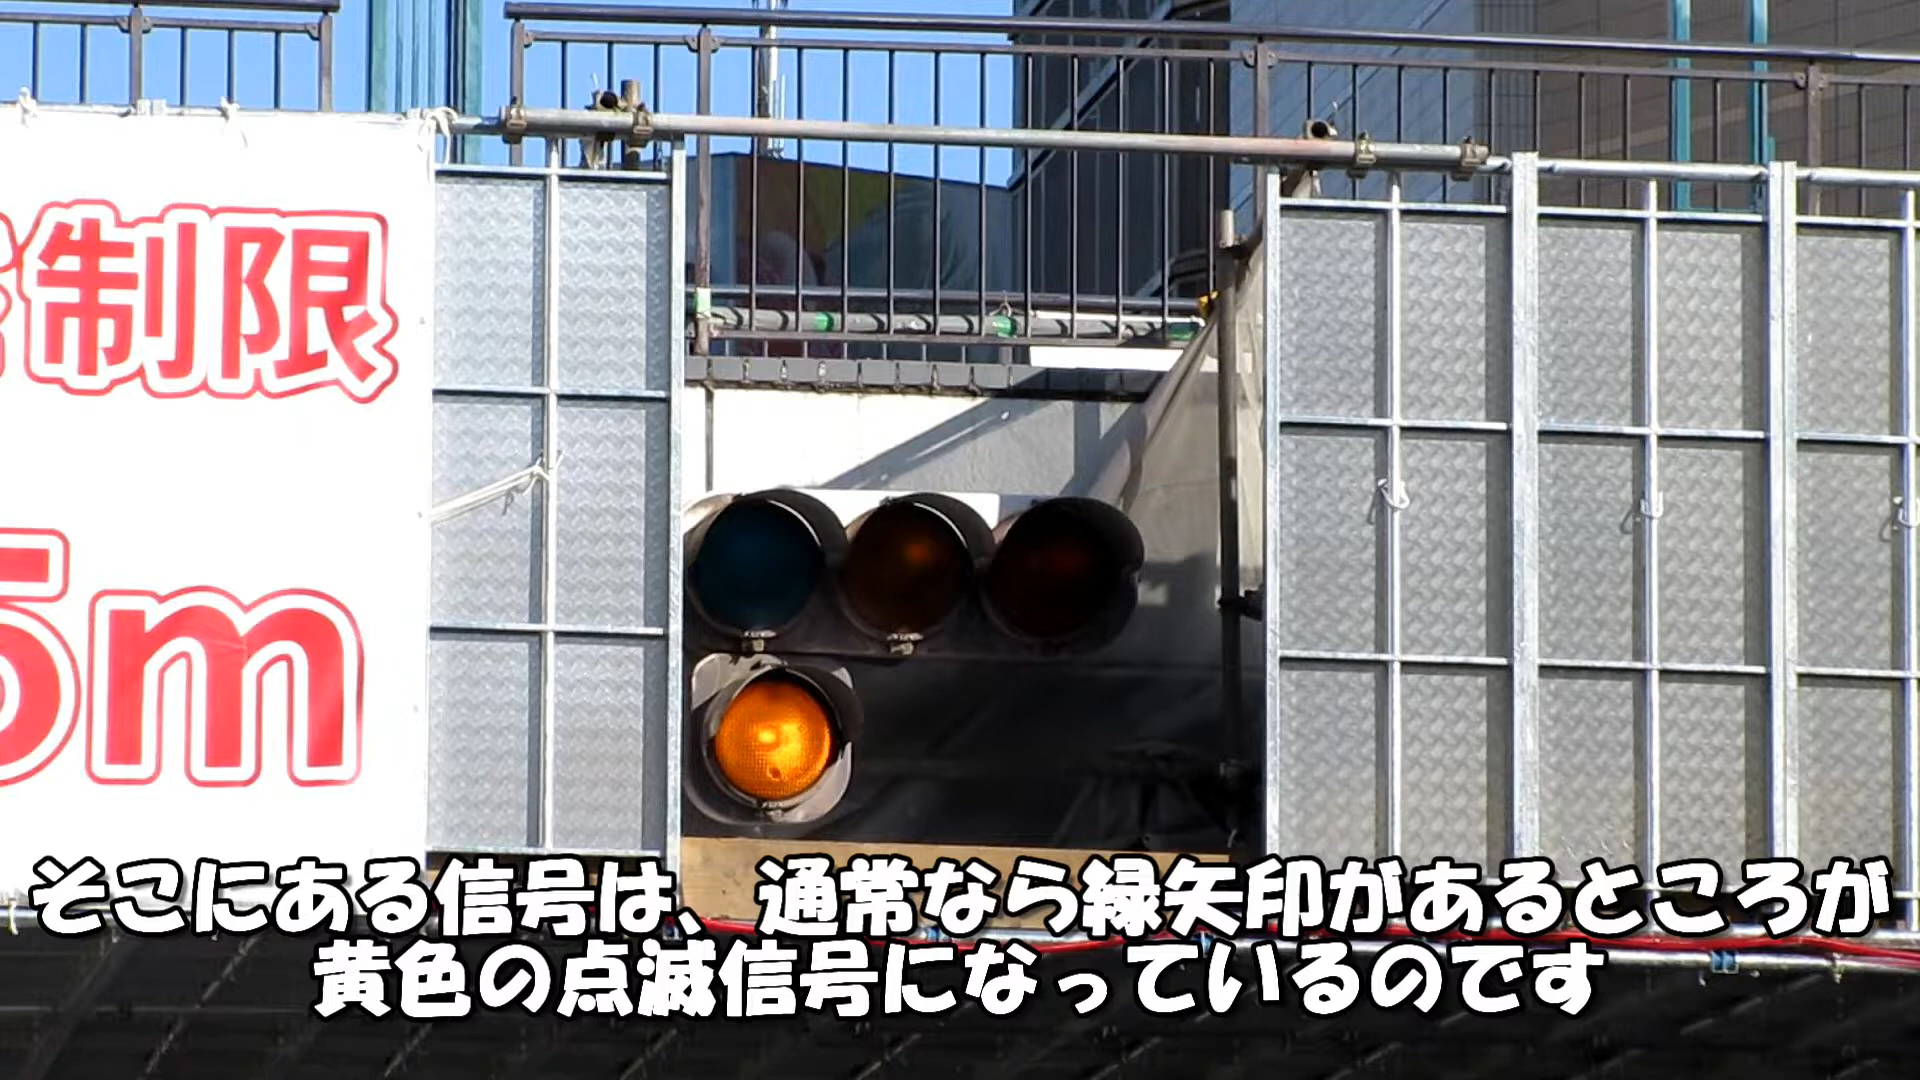 制限
5m
そこにある信号は、通常なら緑矢印があるところが
黄色の点滅信号になっているのです